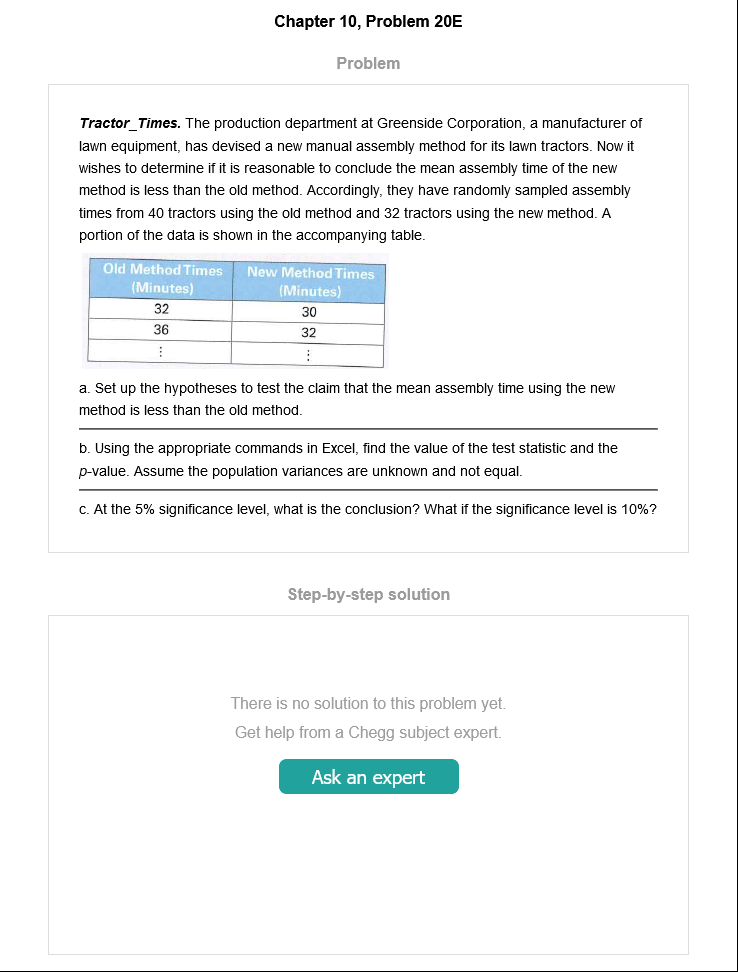 Chapter 10, Problem 20E
Problem
Tractor_Times. The production department at Greenside Corporation, a manufacturer of
lawn equipment, has devised a new manual assembly method for its lawn tractors. Now it
wishes to determine if it is reasonable to conclude the mean assembly time of the new
method is less than the old method. Accordingly, they have randomly sampled assembly
times from 40 tractors using the old method and 32 tractors using the new method. A
portion of the data is shown in the accompanying table.
Old Method Times New Method Times
(Minutes) (Minutes)
32 30
36 32
⋮ ⋮
a. Set up the hypotheses to test the claim that the mean assembly time using the new
method is less than the old method.
b. Using the appropriate commands in Excel, find the value of the test statistic and the
p-value. Assume the population variances are unknown and not equal.
c. At the 5% significance level, what is the conclusion? What if the significance level is 10%?
Step-by-step solution
There is no solution to this problem yet.
Get help from a Chegg subject expert.
Ask an expert